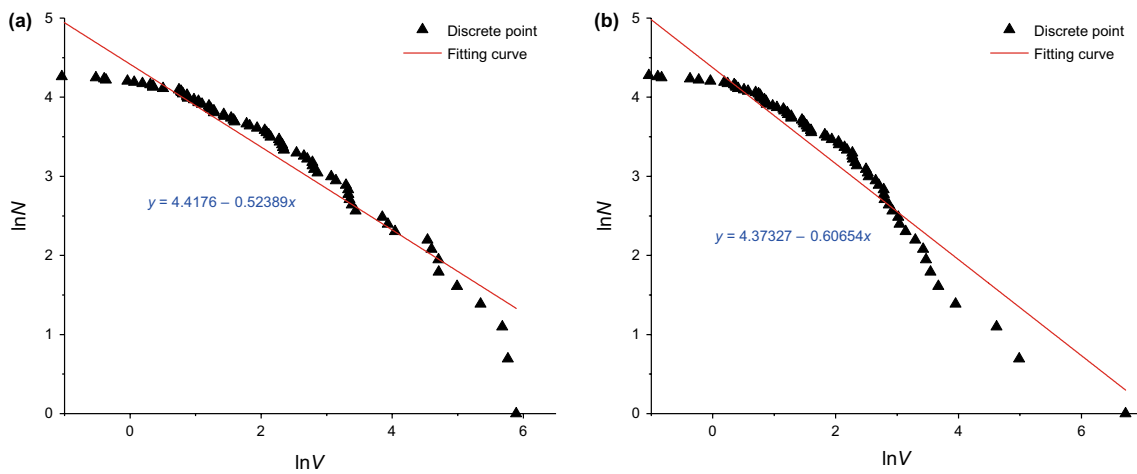 (a)
5
4
3
2
1
0
lnN
Discrete point
Fitting curve
y = 4.4176 – 0.52389x
0
2
4
6
lnV
(b)
5
4
3
2
1
0
lnN
Discrete point
Fitting curve
y = 4.37327 – 0.60654x
0
2
4
6
lnV